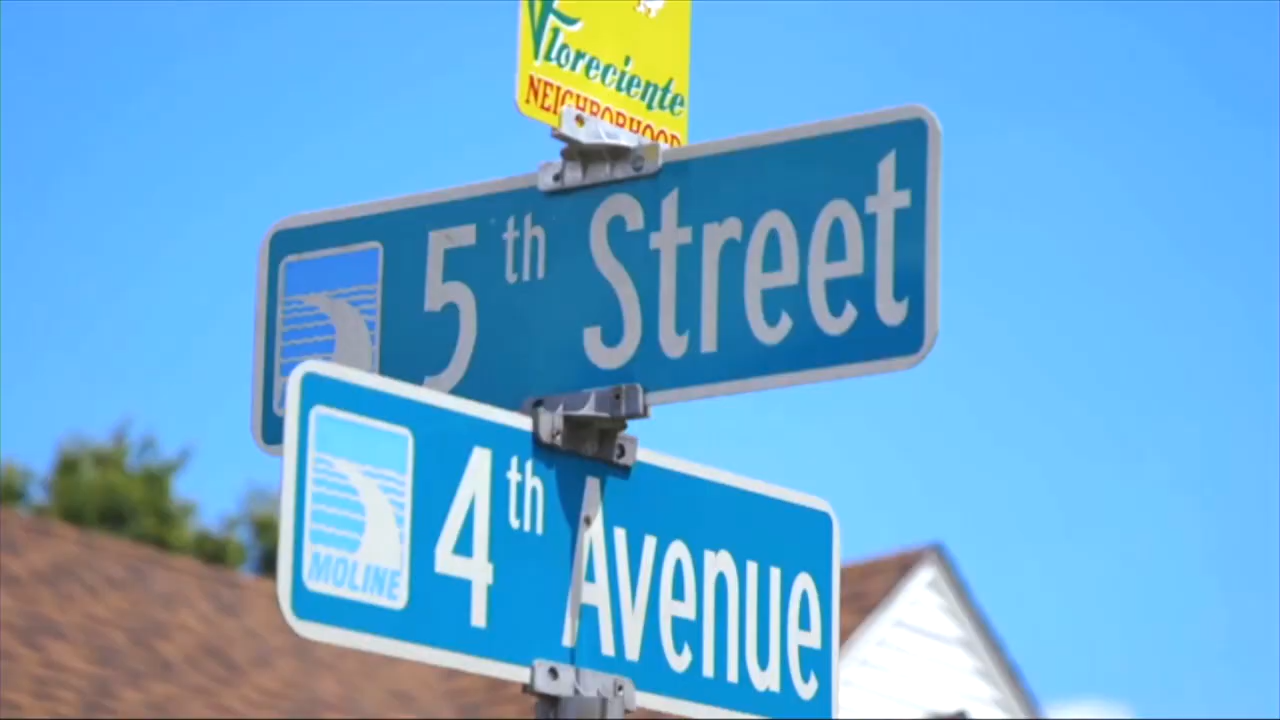 Floreciente
NEIGHBORHOOD
5th Street
4th Avenue
MOLINE